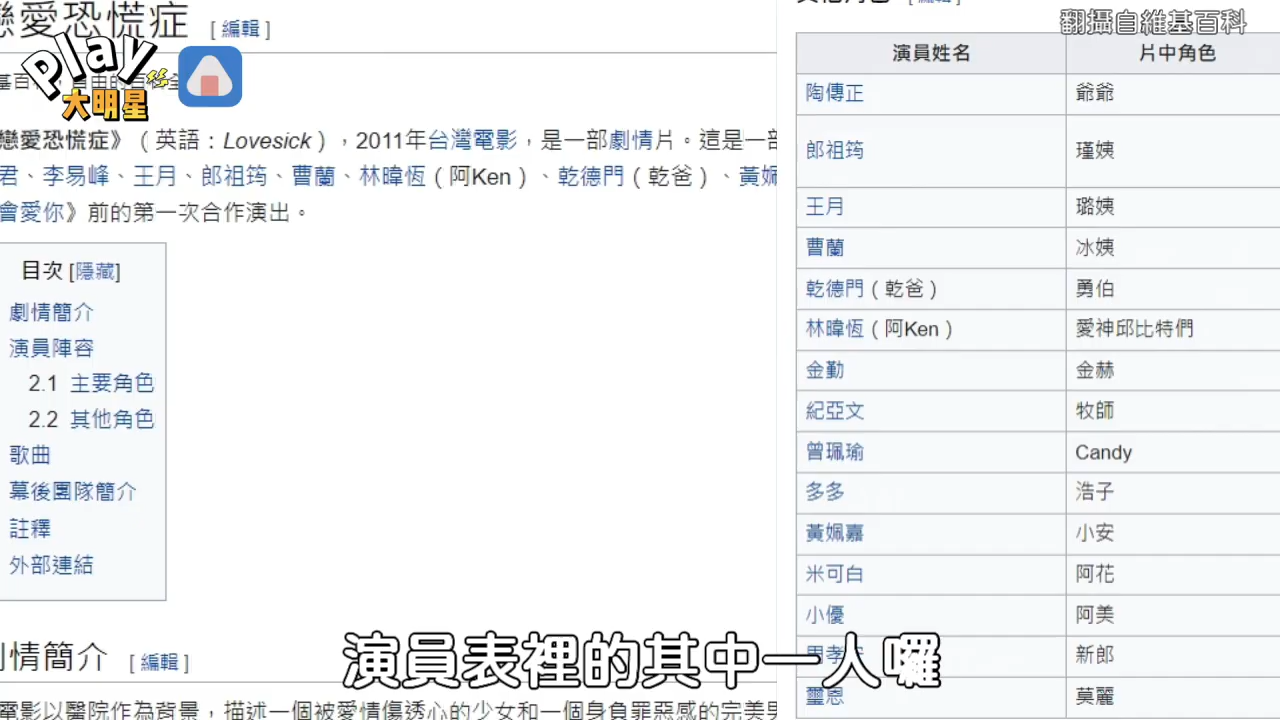 戀愛恐慌症 [編輯]
Play
大明星
戀愛恐慌症》（英語：Lovesick），2011年台灣電影，是一部劇情片。這是一部
君、李易峰、王月、郎祖筠、曹蘭、林暐恆（阿Ken）、乾德門（乾爸）、黃姵
會愛你》前的第一次合作演出。
目次 [隱藏]
劇情簡介
演員陣容
2.1 主要角色
2.2 其他角色
歌曲
幕後團隊簡介
註釋
外部連結
劇情簡介 [編輯]
電影以醫院作為背景，描述一個被愛情傷透心的少女和一個身負罪惡感的完美男
翻攝自維基百科
演員姓名 片中角色
陶傳正 爺爺
郎祖筠 瑾姨
王月 璐姨
曹蘭 冰姨
乾德門（乾爸） 勇伯
林暐恆（阿Ken） 愛神邱比特們
金勤 金赫
紀亞文 牧師
曾珮瑜 Candy
多多 浩子
黃姵嘉 小安
米可白 阿花
小優 阿美
新郎
璽恩 莫麗
演員表裡的其中一人囉